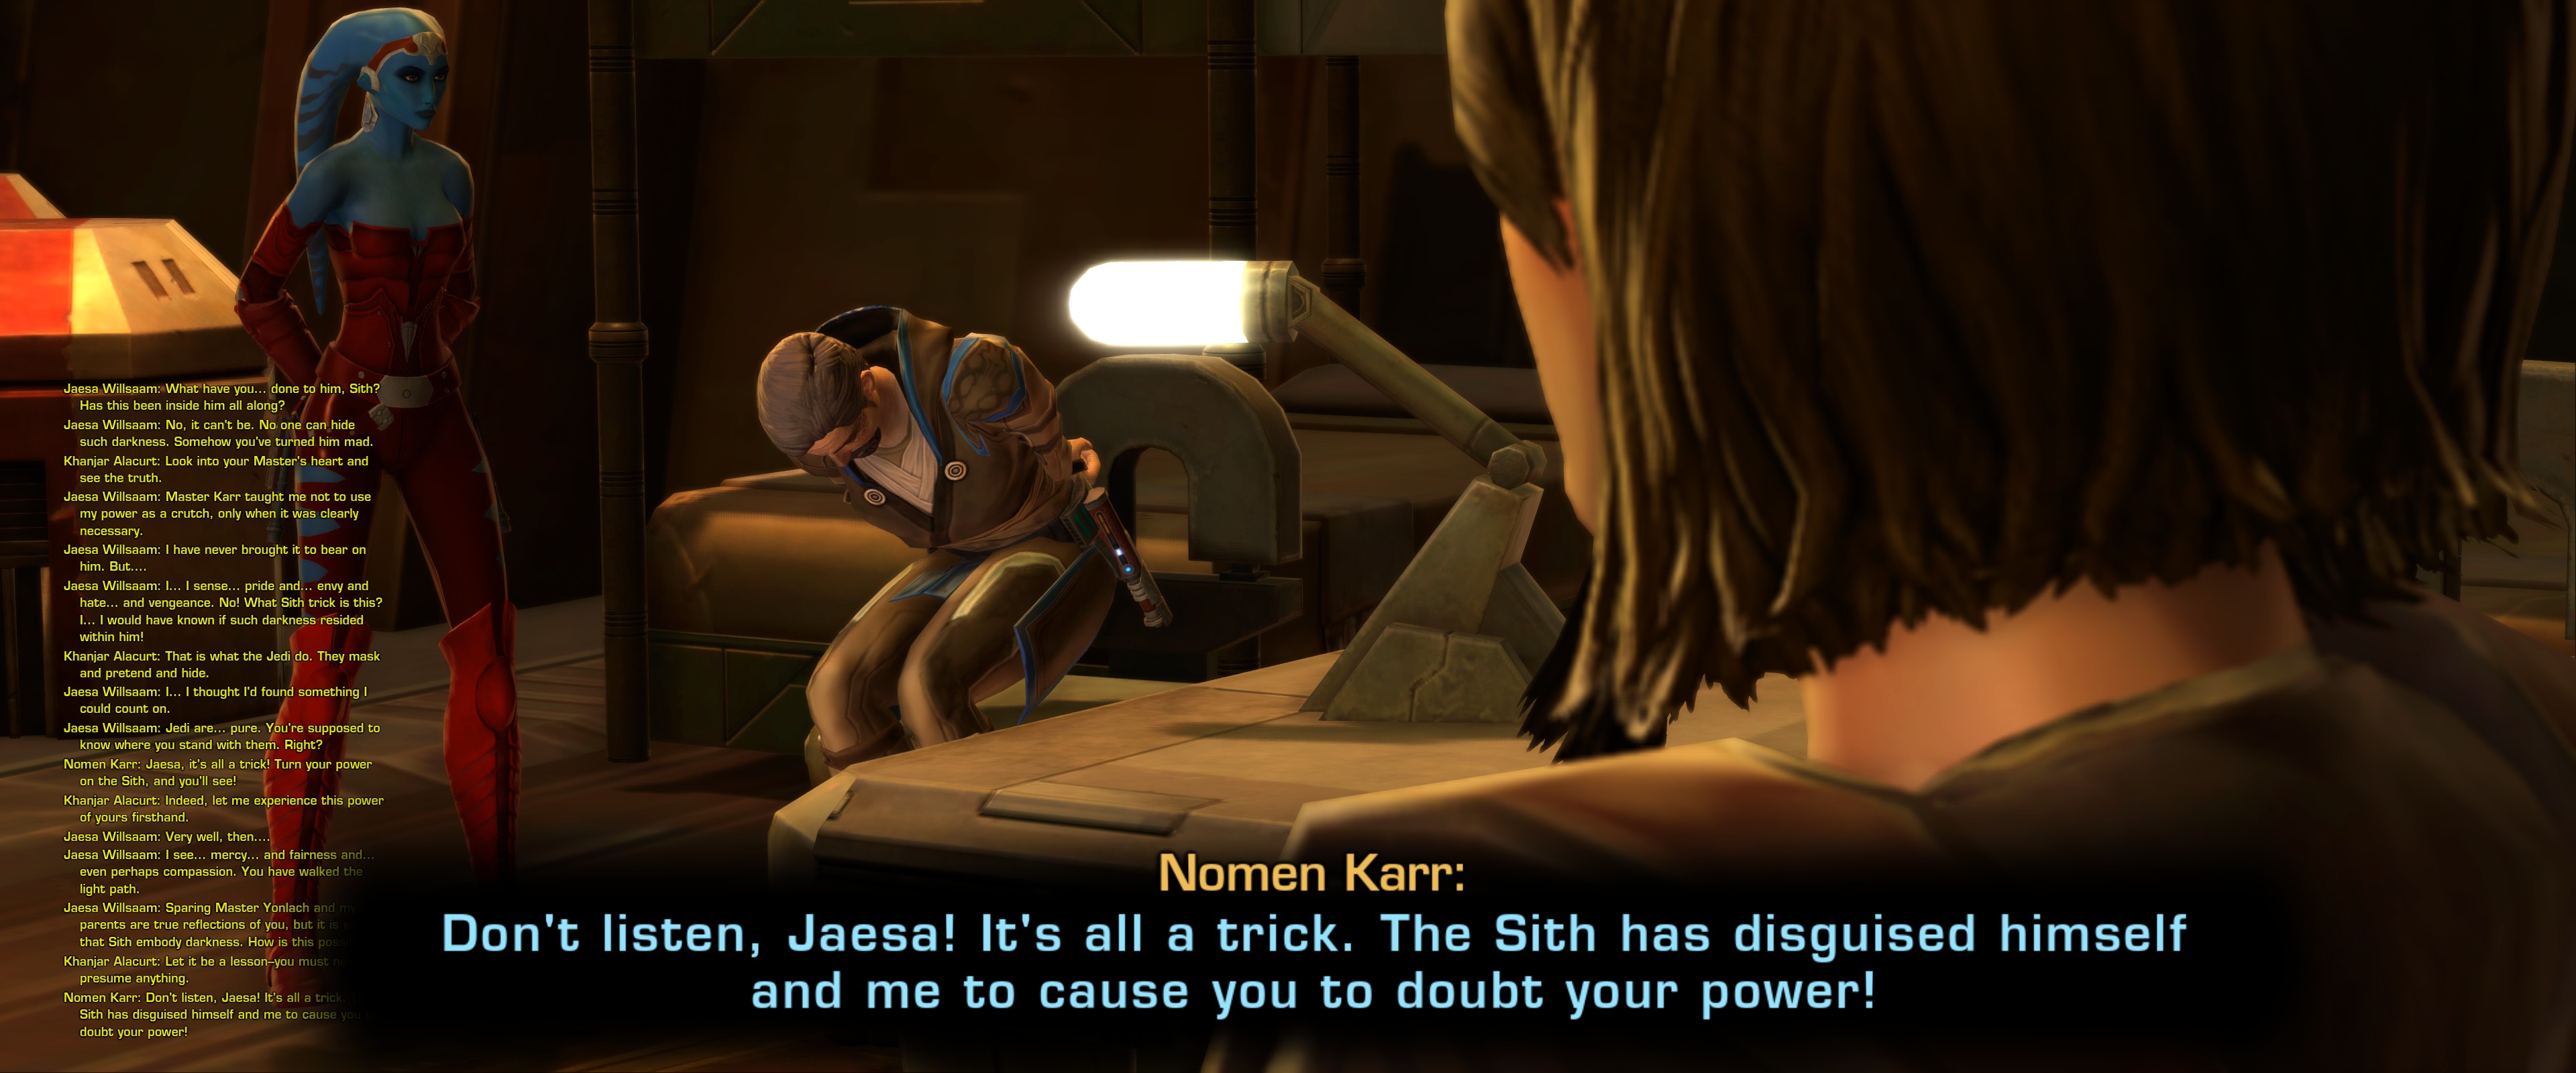 Jaesa Willsaam: What have you... done to him, Sith?
Has this been inside him all along?
Jaesa Willsaam: No, it can't be. No one can hide
such darkness. Somehow you've turned him mad.
Khanjar Alacurt: Look into your Master's heart and
see the truth.
Jaesa Willsaam: Master Karr taught me not to use
my power as a crutch, only when it was clearly
necessary.
Jaesa Willsaam: I have never brought it to bear on
him. But....
Jaesa Willsaam: I... I sense... pride and... envy and
hate... and vengeance. No! What Sith trick is this?
I... I would have known if such darkness resided
within him!
Khanjar Alacurt: That is what the Jedi do. They mask
and pretend and hide.
Jaesa Willsaam: I... I thought I'd found something I
could count on.
Jaesa Willsaam: Jedi are... pure. You're supposed to
know where you stand with them. Right?
Nomen Karr: Jaesa, it's all a trick! Turn your power
on the Sith, and you'll see!
Khanjar Alacurt: Indeed, let me experience this power
of yours firsthand.
Jaesa Willsaam: Very well, then....
Jaesa Willsaam: I see... mercy... and fairness and...
even perhaps compassion. You have walked the
light path.
Jaesa Willsaam: Sparing Master Yonlach and my
parents are true reflections of you, but it is
that Sith embody darkness. How is this
Khanjar Alacurt: Let it be a lesson–you must
presume anything.
Nomen Karr: Don't listen, Jaesa! It's all a trick.
Sith has disguised himself and me to cause you
doubt your power!
Nomen Karr:
Don't listen, Jaesa! It's all a trick. The Sith has disguised himself
and me to cause you to doubt your power!